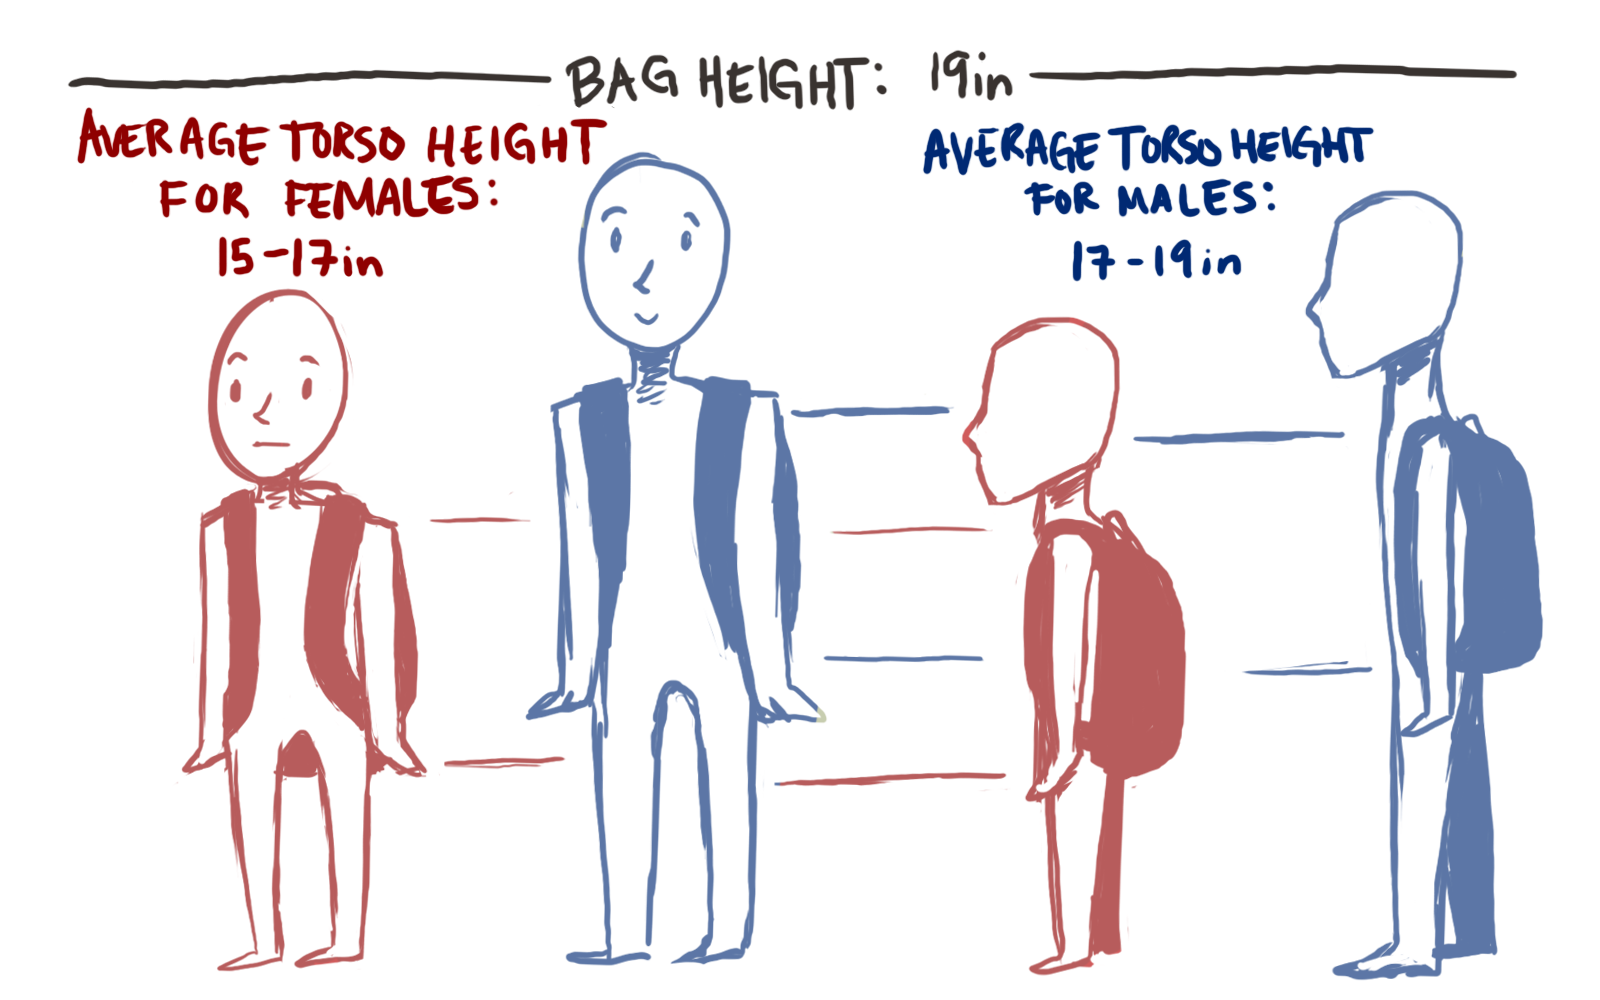 BAG HEIGHT: 19in
AVERAGE TORSO HEIGHT
FOR FEMALES:
15-17in
AVERAGE TORSO HEIGHT
FOR MALES:
17-19in